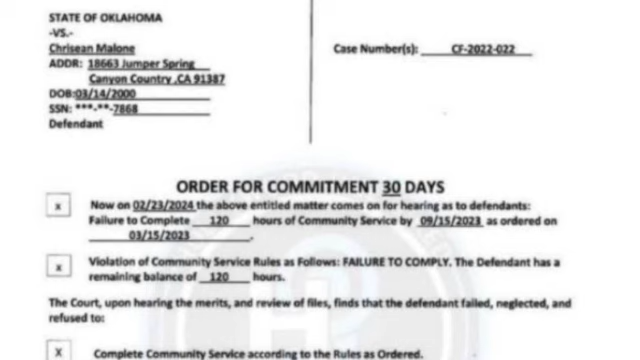 STATE OF OKLAHOMA
-VS.-
Chrisean Malone
ADDR: 18663 Jumper Spring
Canyon Country ,CA 91387
DOB:03/14/2000
SSN: ***-**-7868
Defendant
Case Number(s): CF-2022-022
ORDER FOR COMMITMENT 30 DAYS
x Now on 02/23/2024 the above entitled matter comes on for hearing as to defendants:
Failure to Complete 120 hours of Community Service by 09/15/2023 as ordered on
03/15/2023.
x Violation of Community Service Rules as Follows: FAILURE TO COMPLY. The Defendant has a
remaining balance of 120 hours.
The Court, upon hearing the merits, and review of files, finds that the defendant failed, neglected, and
refused to:
X Complete Community Service according to the Rules as Ordered.